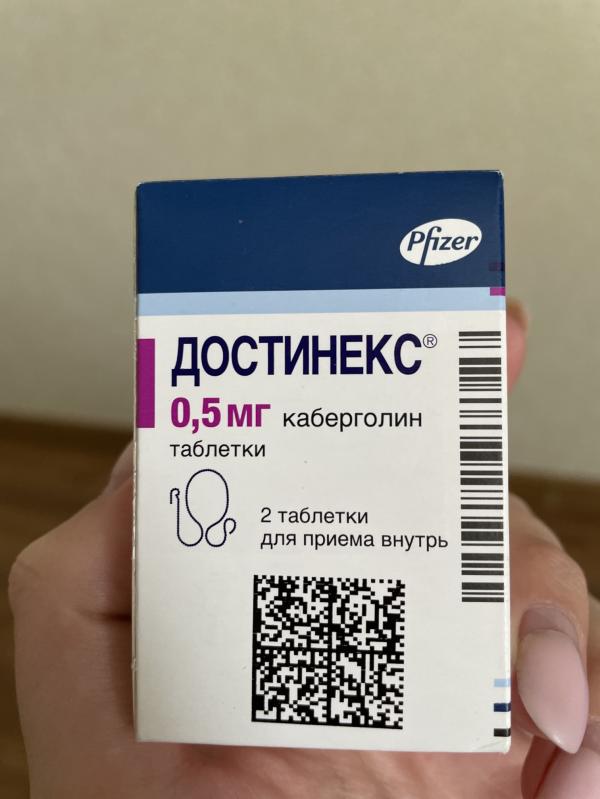 Pfizer
ДОСТИНЕКС®
0,5 мг каберголин
таблетки
2 таблетки
для приема внутрь